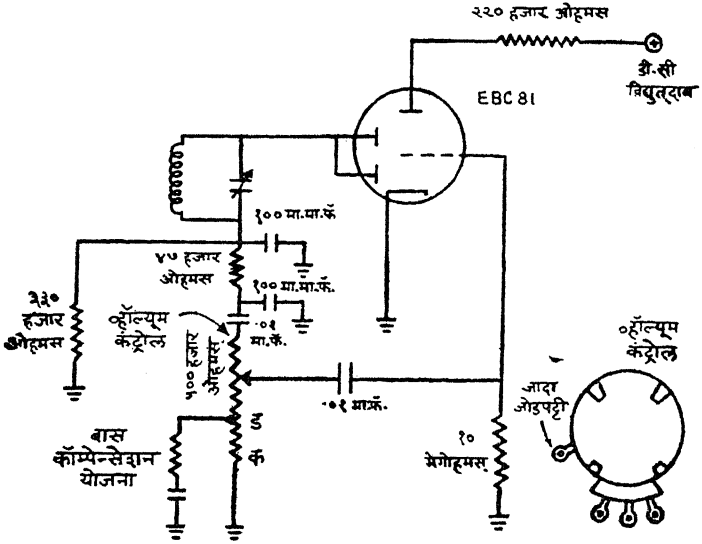 २२० हजार ओहमस
डी.सी
विद्युतदाब
EBC 81
१०० मा.मा.फॅ
४७ हजार
ओहमस
१०० मा.मा.फॅ.
३३०
हजार
ओहमस
व्हॉल्यूम
कंट्रोल
.०१
मा.फॅ.
५०० हजार
ओहमस
.०१ मा.फॅ.
ड
क
बास
कॉम्पेन्सेशन
योजना
१०
मेगोहमस्
व्हॉल्यूम
कंट्रोल
जादा
जोडपट्टी